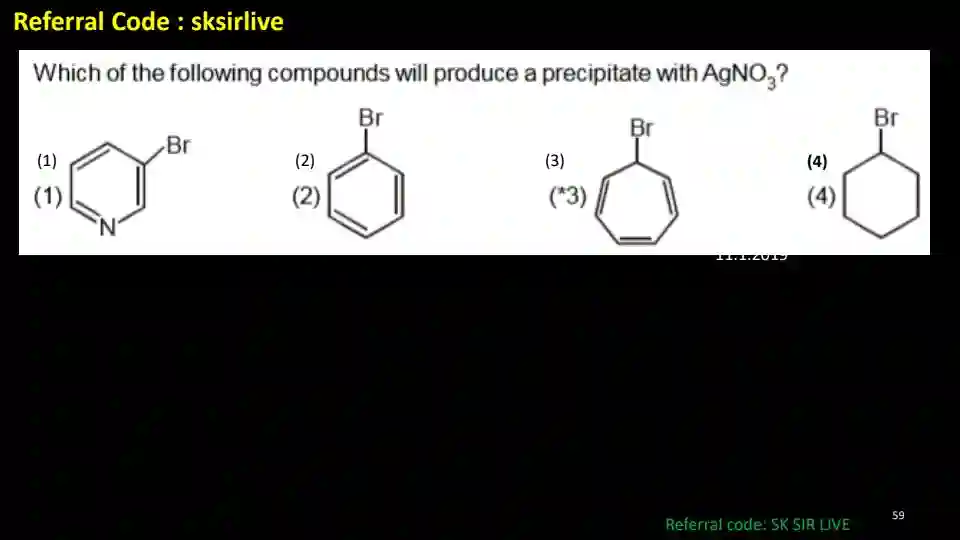 Referral Code : sksirlive
Which of the following compounds will produce a precipitate with AgNO₃?
Br
Br
Br
Br
(1)
(2)
(3)
(4)
(1)
(2)
(*3)
(4)
N
11.1.2019
Referral code: SK SIR LIVE
59